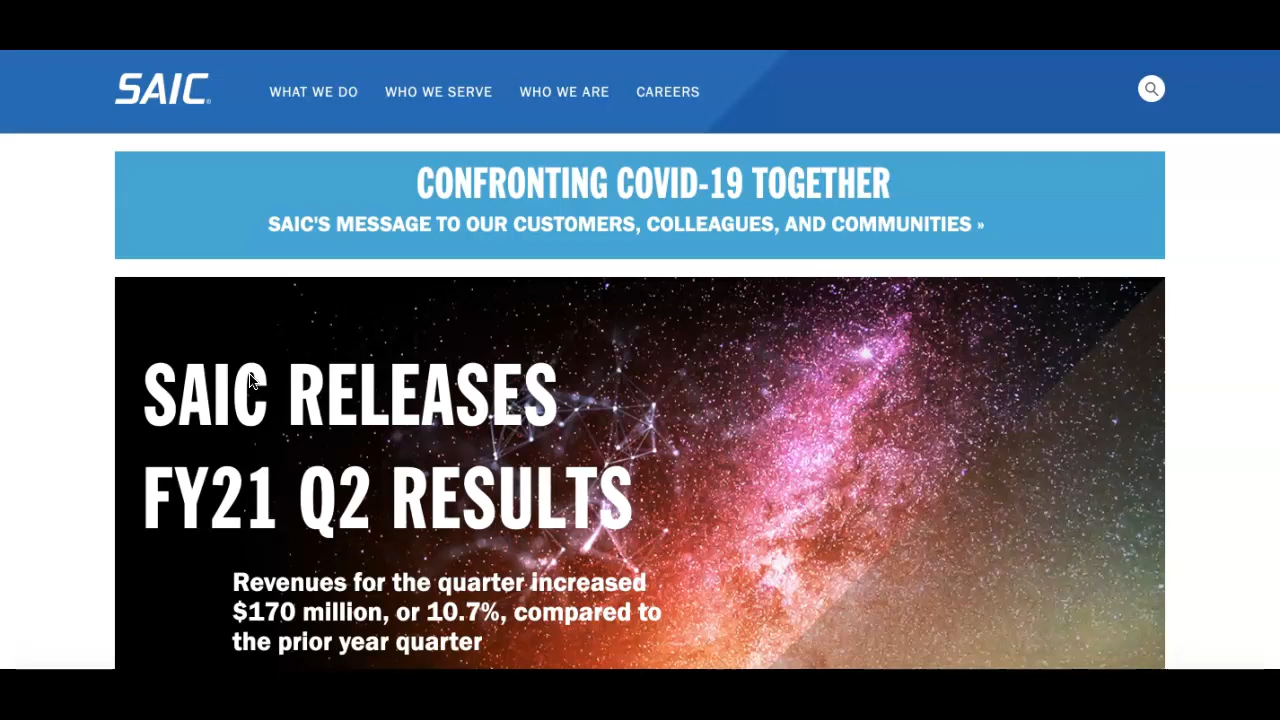 SAIC®
WHAT WE DO WHO WE SERVE WHO WE ARE CAREERS
CONFRONTING COVID-19 TOGETHER
SAIC'S MESSAGE TO OUR CUSTOMERS, COLLEAGUES, AND COMMUNITIES »
SAIC RELEASES
FY21 Q2 RESULTS
Revenues for the quarter increased
$170 million, or 10.7%, compared to
the prior year quarter